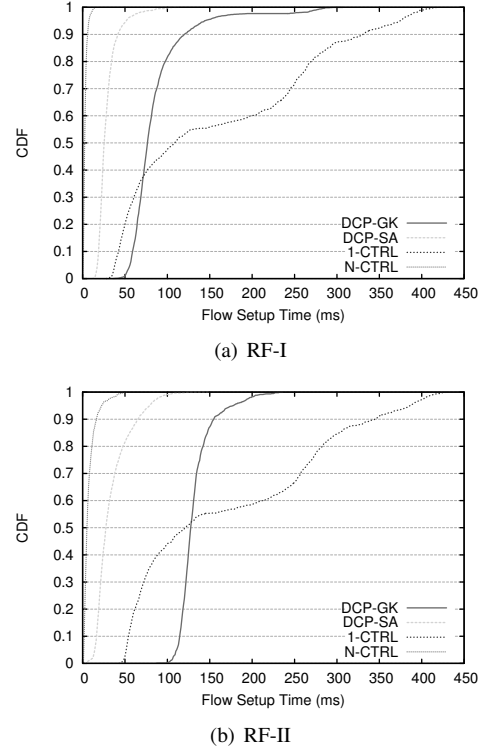 1
0.9
0.8
0.7
0.6
0.5
0.4
0.3
0.2
0.1
0
CDF
DCP-GK
DCP-SA
1-CTRL
N-CTRL
0 50 100 150 200 250 300 350 400 450
Flow Setup Time (ms)
(a) RF-I
1
0.9
0.8
0.7
0.6
0.5
0.4
0.3
0.2
0.1
0
CDF
DCP-GK
DCP-SA
1-CTRL
N-CTRL
0 50 100 150 200 250 300 350 400 450
Flow Setup Time (ms)
(b) RF-II